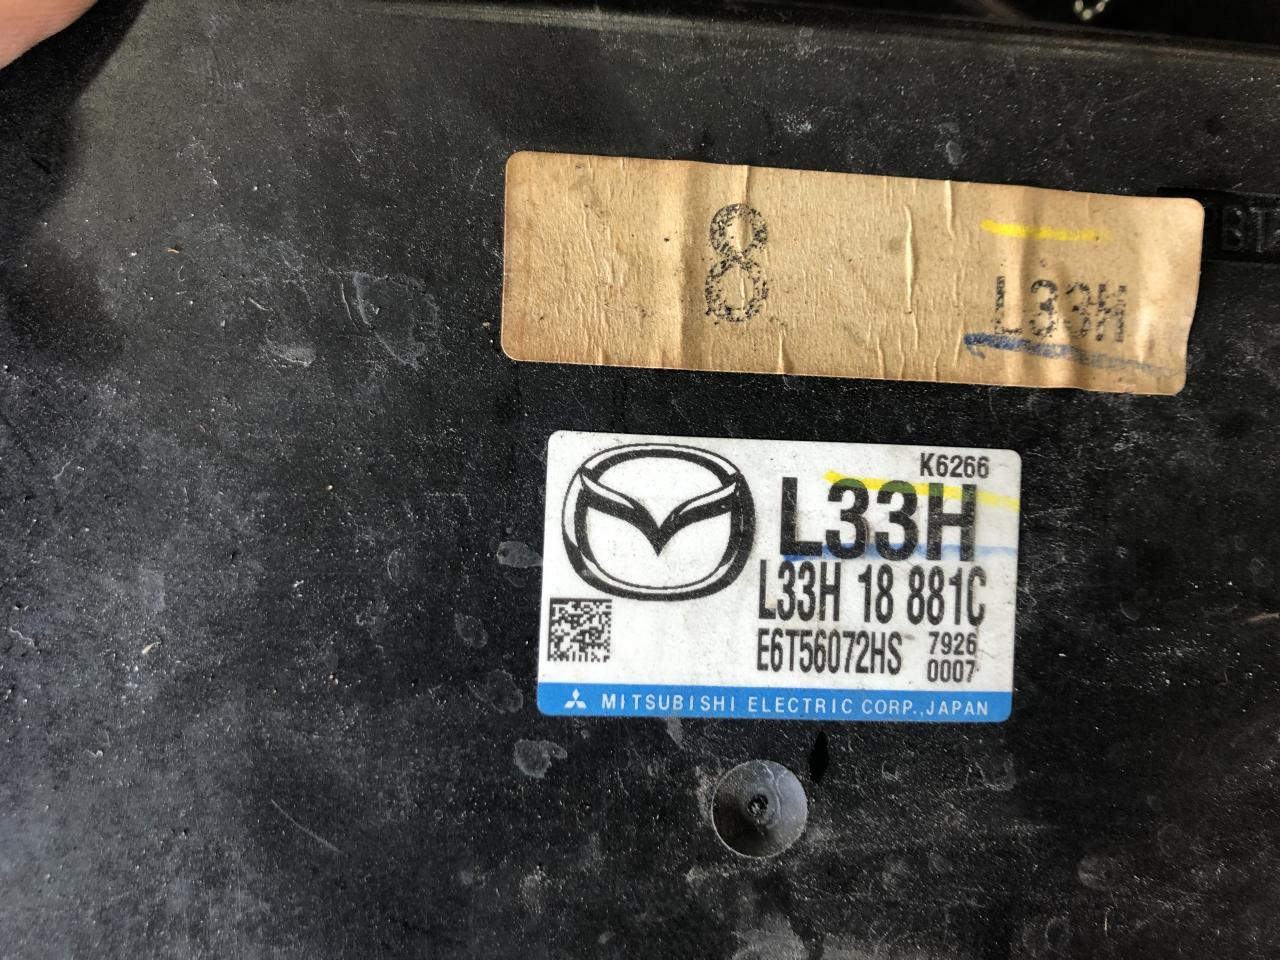 8
L33H
K6266
L33H
L33H 18 881C
E6T56072HS 7926
0007
MITSUBISHI ELECTRIC CORP.,JAPAN